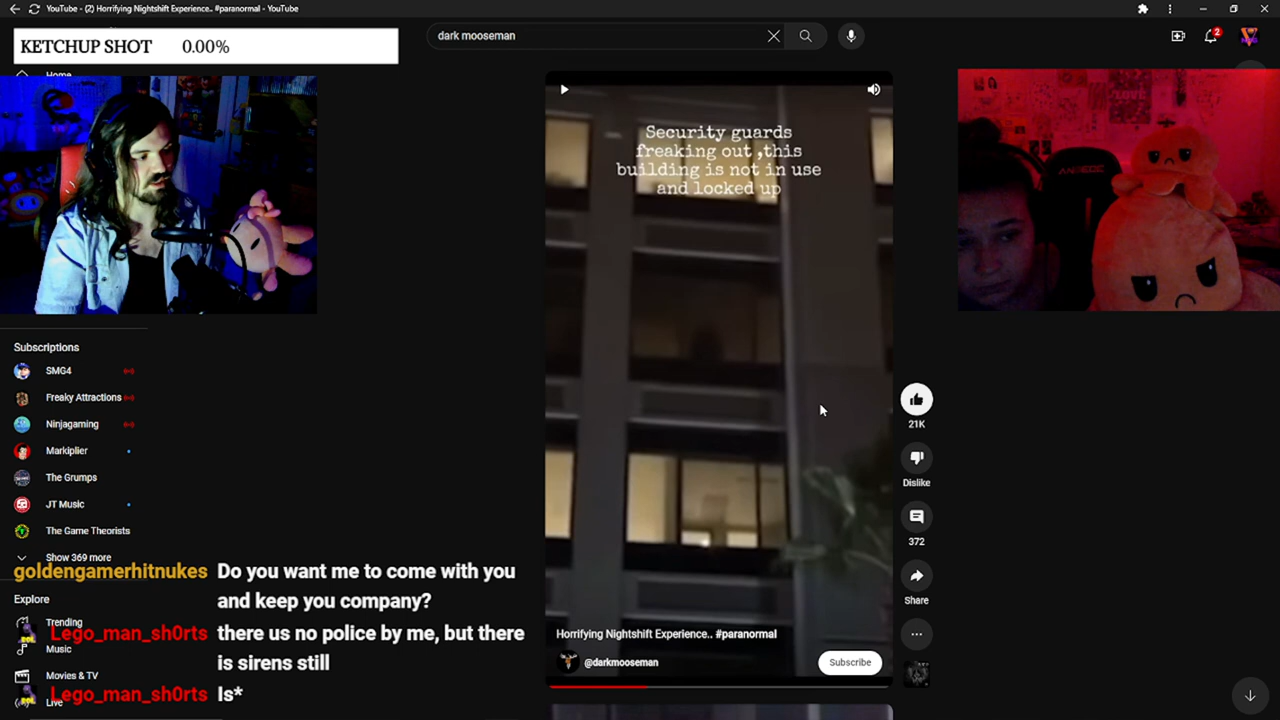 YouTube - (2) Horrifying Nightshift Experience.. #paranormal - YouTube
KETCHUP SHOT 0.00%
dark mooseman
2
Home
Security guards
freaking out ,this
building is not in use
and locked up
LOVE
Subscriptions
SMG4
Freaky Attractions
Ninjagaming
Markiplier
The Grumps
JT Music
The Game Theorists
Show 369 more
Explore
Trending
Music
Movies & TV
Live
21K
Dislike
372
Share
goldengamerhitnukes Do you want me to come with you
and keep you company?
Lego_man_sh0rts there us no police by me, but there
is sirens still
Lego_man_sh0rts Is*
Horrifying Nightshift Experience.. #paranormal
@darkmooseman
Subscribe